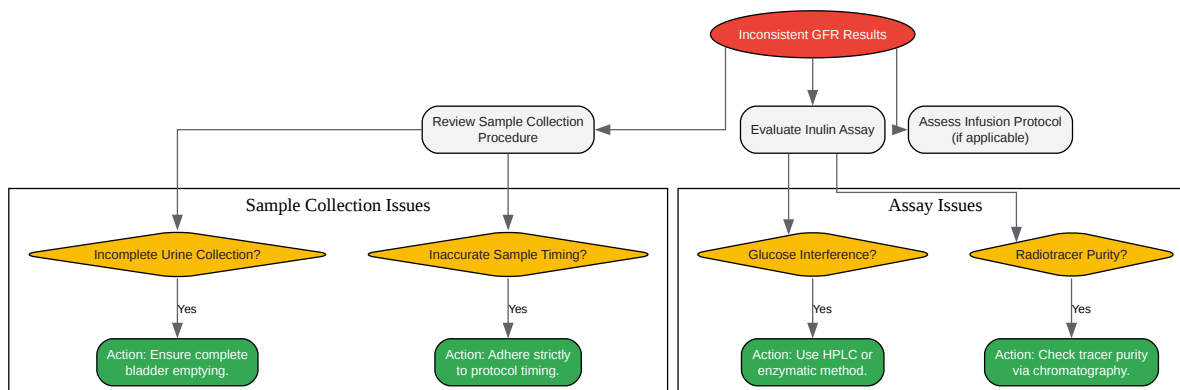 Inconsistent GFR Results
Review Sample Collection
Procedure
Evaluate Inulin Assay
Assess Infusion Protocol
(if applicable)
Sample Collection Issues
Assay Issues
Incomplete Urine Collection?
Inaccurate Sample Timing?
Glucose Interference?
Radiotracer Purity?
Yes
Yes
Yes
Yes
Action: Ensure complete
bladder emptying.
Action: Adhere strictly
to protocol timing.
Action: Use HPLC or
enzymatic method.
Action: Check tracer purity
via chromatography.